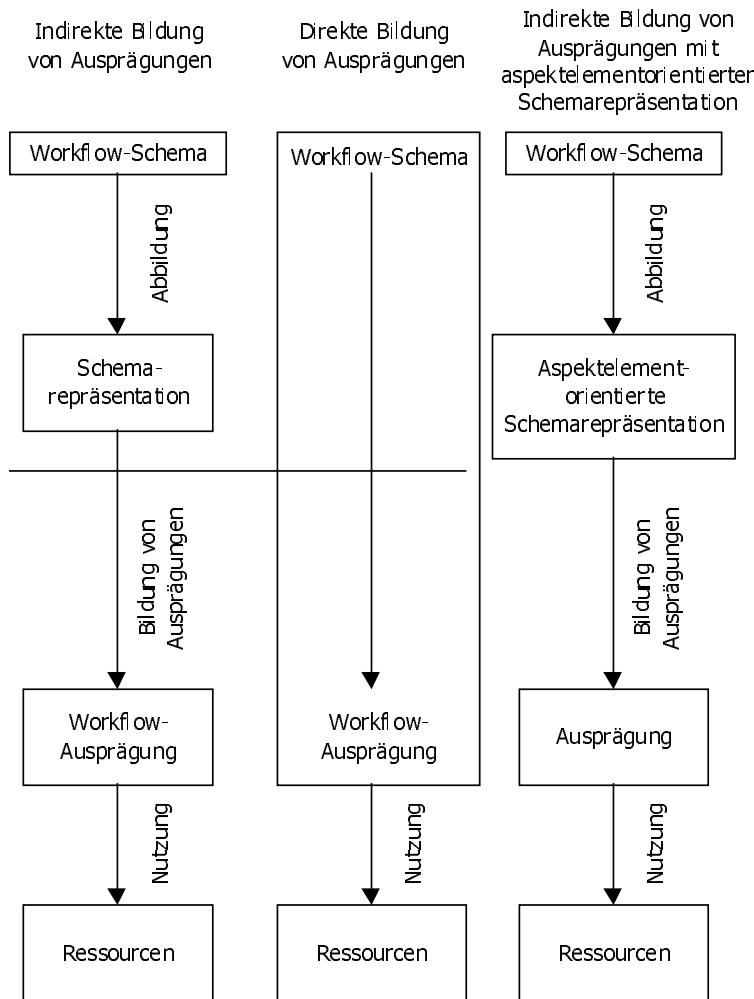 Indirekte Bildung
von Ausprägungen
Workflow-Schema
Abbildung
Schema-
repräsentation
Bildung von
Ausprägungen
Workflow-
Ausprägung
Nutzung
Ressourcen
Direkte Bildung
von Ausprägungen
Workflow-Schema
Workflow-
Ausprägung
Nutzung
Ressourcen
Indirekte Bildung von
Ausprägungen mit
aspektelementorientierter
Schemarepräsentation
Workflow-Schema
Abbildung
Aspektelement-
orientierte
Schemarepräsentation
Bildung von
Ausprägungen
Ausprägung
Nutzung
Ressourcen